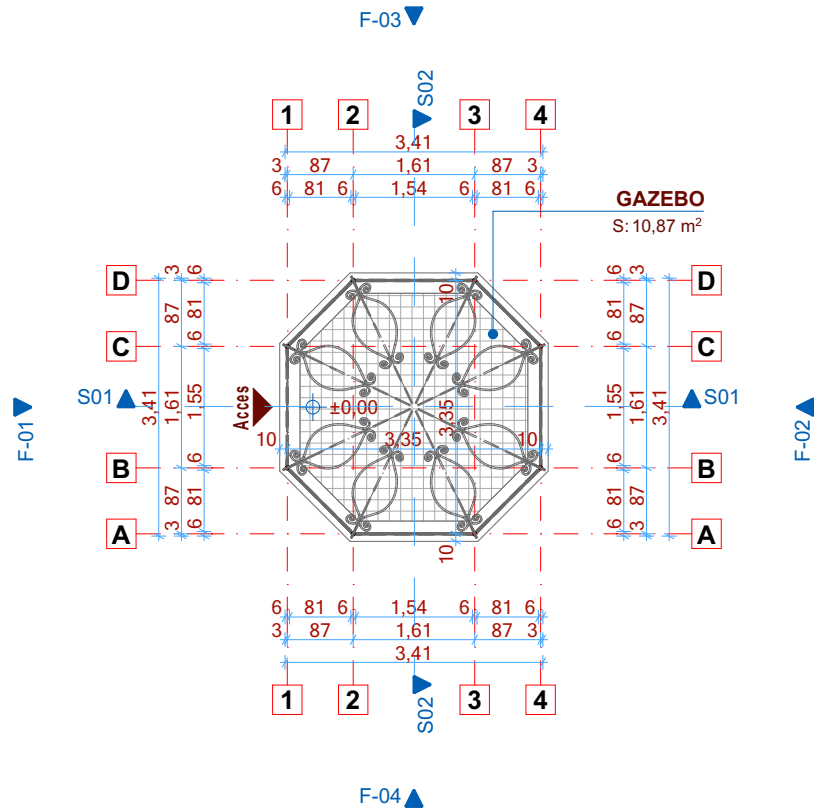 F-03
S02
1 2 3 4
3,41
3 87 1,61 87 3
6 81 6 1,54 6 81 6
GAZEBO
S: 10,87 m²
D 3 6 10 6 3 D
87 81 81 87
C 6 6 C
S01 3,41 1,61 1,55 Acces ±0,00 3,35 1,55 1,61 3,41 S01
F-01 F-02
10 3,35 10
B 6 6 B
87 81 81 87
A 3 6 10 6 3 A
6 81 6 1,54 6 81 6
3 87 1,61 87 3
3,41
1 2 3 4
S02
F-04